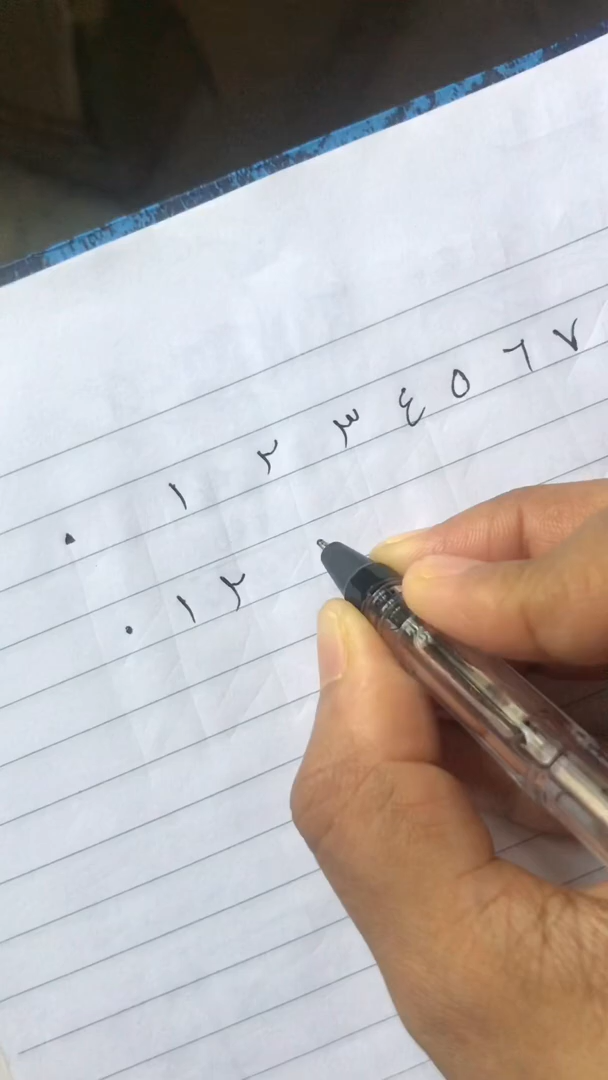 ٠ ١ ٢ ٣ ٤ ٥ ٦ ٧
٠ ١ ٢